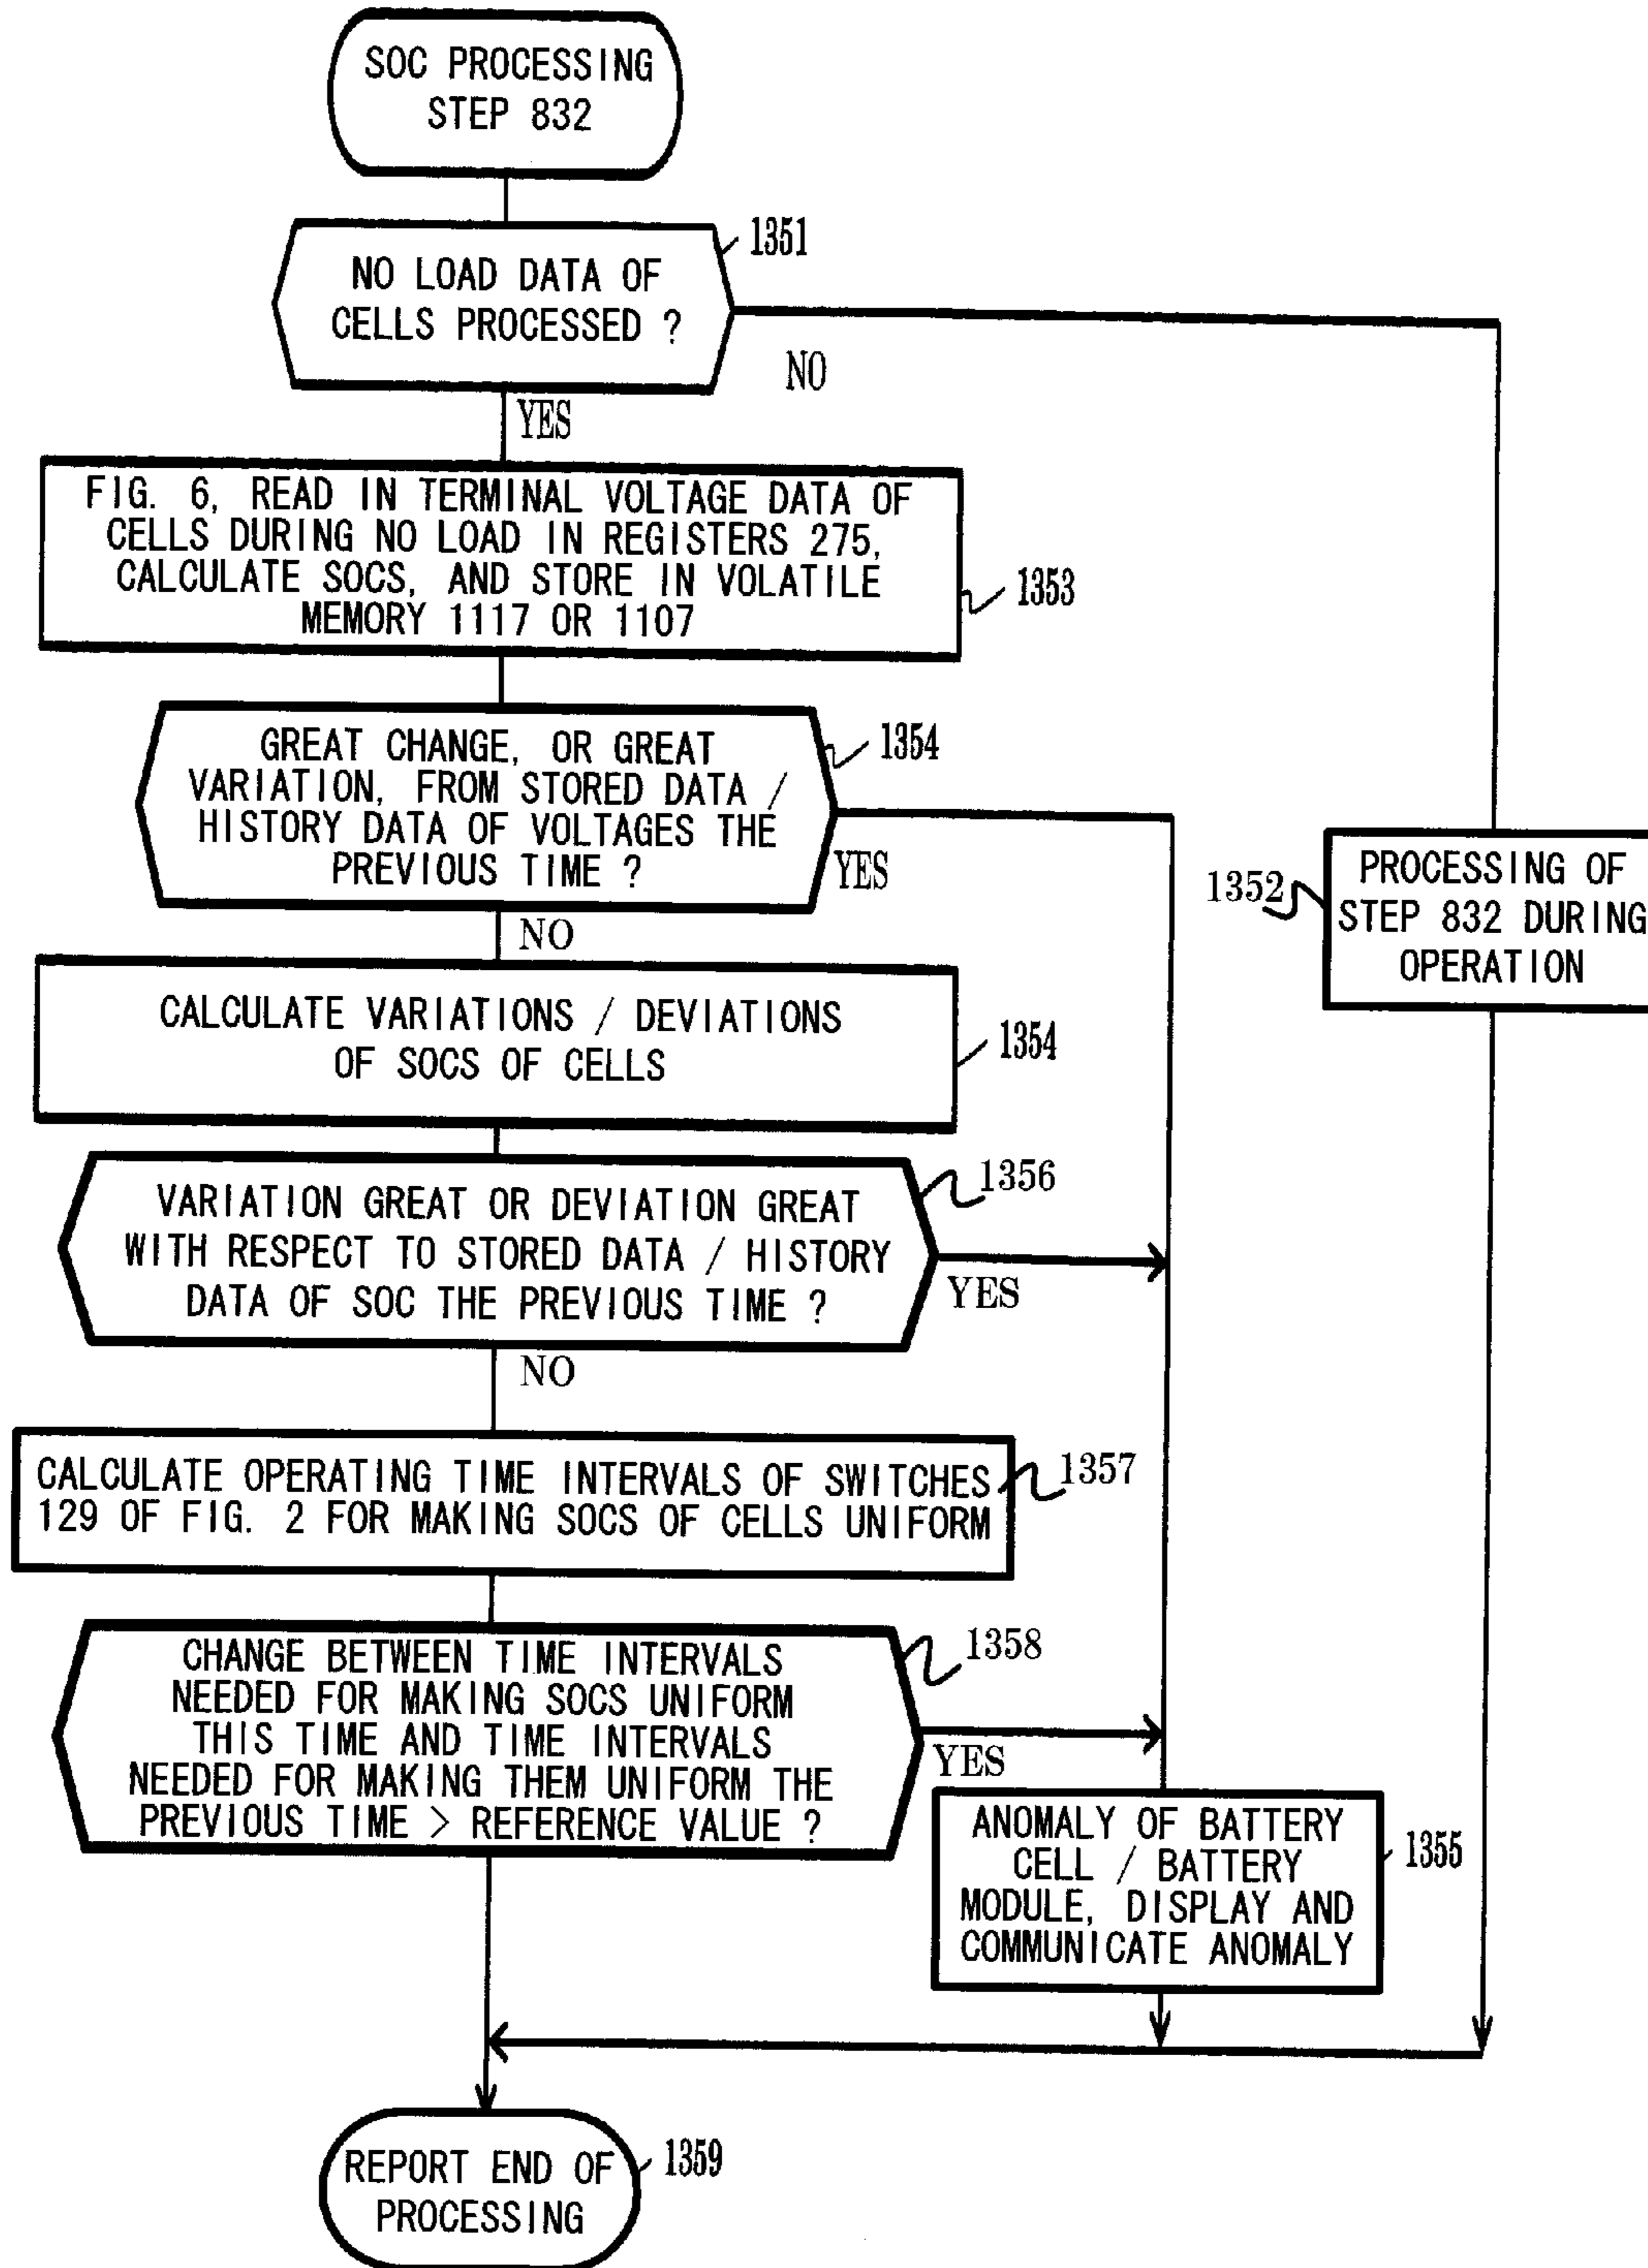 SOC PROCESSING
STEP 832
1351
NO LOAD DATA OF
CELLS PROCESSED ?
NO
YES
FIG. 6, READ IN TERMINAL VOLTAGE DATA OF
CELLS DURING NO LOAD IN REGISTERS 275,
CALCULATE SOCS, AND STORE IN VOLATILE
MEMORY 1117 OR 1107
1353
GREAT CHANGE, OR GREAT
VARIATION, FROM STORED DATA /
HISTORY DATA OF VOLTAGES THE
PREVIOUS TIME ?
1354
YES
NO
1352
PROCESSING OF
STEP 832 DURING
OPERATION
CALCULATE VARIATIONS / DEVIATIONS
OF SOCS OF CELLS
1354
VARIATION GREAT OR DEVIATION GREAT
WITH RESPECT TO STORED DATA / HISTORY
DATA OF SOC THE PREVIOUS TIME ?
1356
YES
NO
CALCULATE OPERATING TIME INTERVALS OF SWITCHES
129 OF FIG. 2 FOR MAKING SOCS OF CELLS UNIFORM
1357
CHANGE BETWEEN TIME INTERVALS
NEEDED FOR MAKING SOCS UNIFORM
THIS TIME AND TIME INTERVALS
NEEDED FOR MAKING THEM UNIFORM THE
PREVIOUS TIME > REFERENCE VALUE ?
1358
YES
ANOMALY OF BATTERY
CELL / BATTERY
MODULE, DISPLAY AND
COMMUNICATE ANOMALY
1355
REPORT END OF
PROCESSING
1359